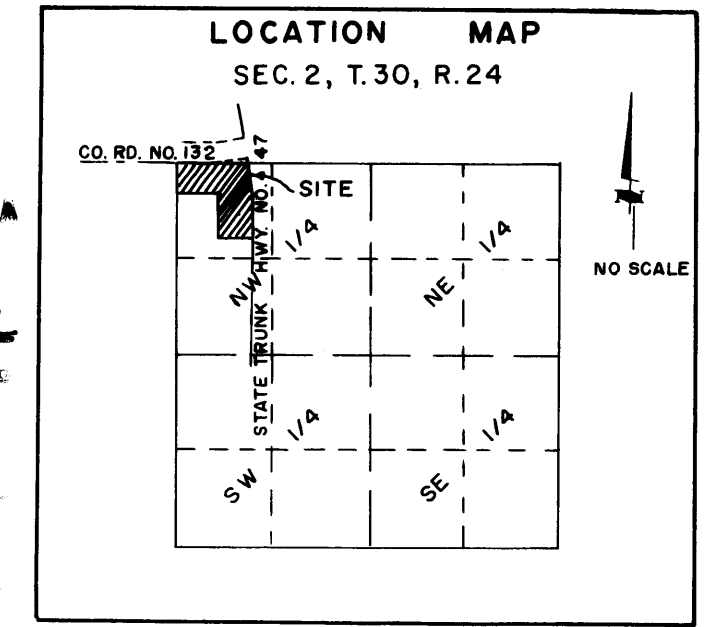 LOCATION MAP
SEC. 2, T. 30, R. 24
CO. RD. NO. 132
STATE TRUNK HWY. NO. 47
SITE
NW 1/4
NE 1/4
NO SCALE
SW 1/4
SE 1/4